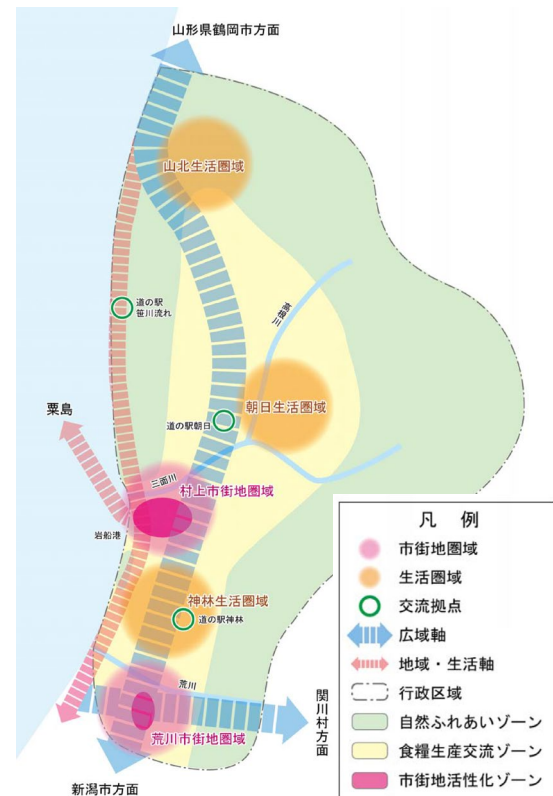 山形県鶴岡市方面
山北生活圏域
道の駅
笹川流れ
高根川
粟島
朝日生活圏域
道の駅朝日
三面川
村上市街地圏域
岩船港
神林生活圏域
道の駅神林
荒川
荒川市街地圏域
関川村方面
新潟市方面
凡 例
市街地圏域
生活圏域
交流拠点
広域軸
地域・生活軸
行政区域
自然ふれあいゾーン
食糧生産交流ゾーン
市街地活性化ゾーン